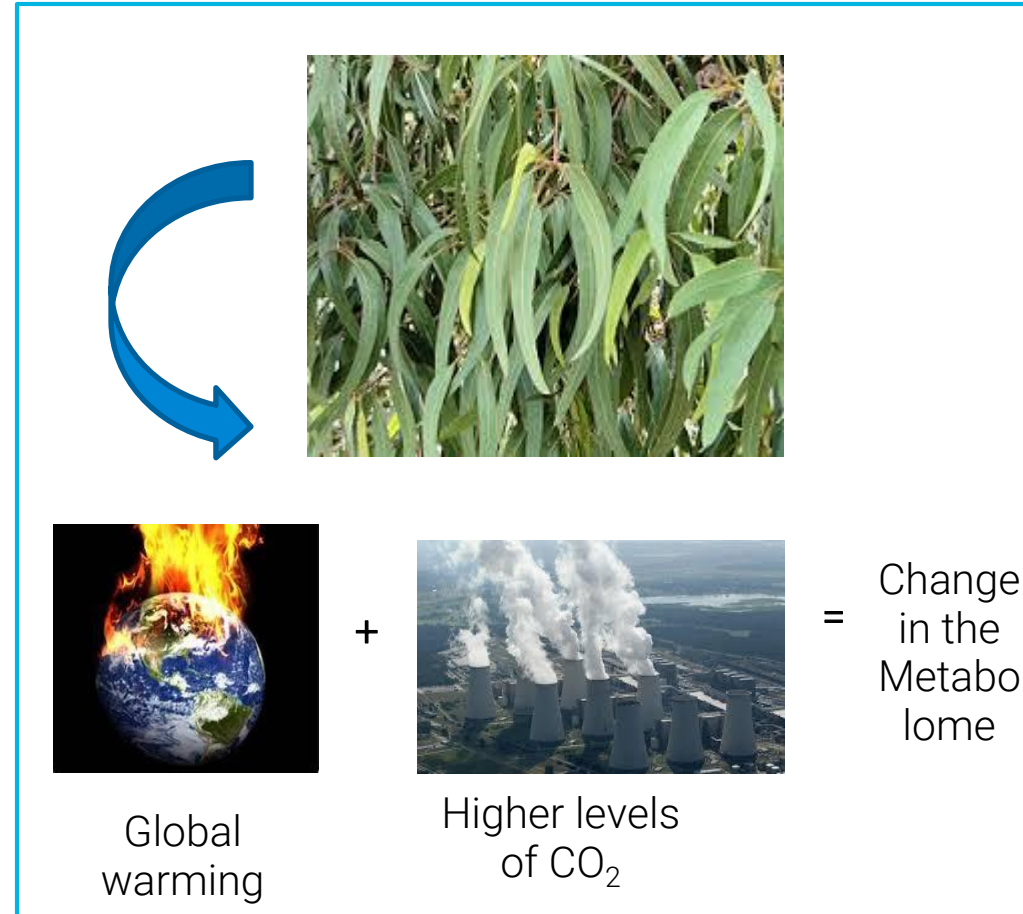 +
=
Change
in the
Metabo
lome
Global
warming
Higher levels
of CO₂